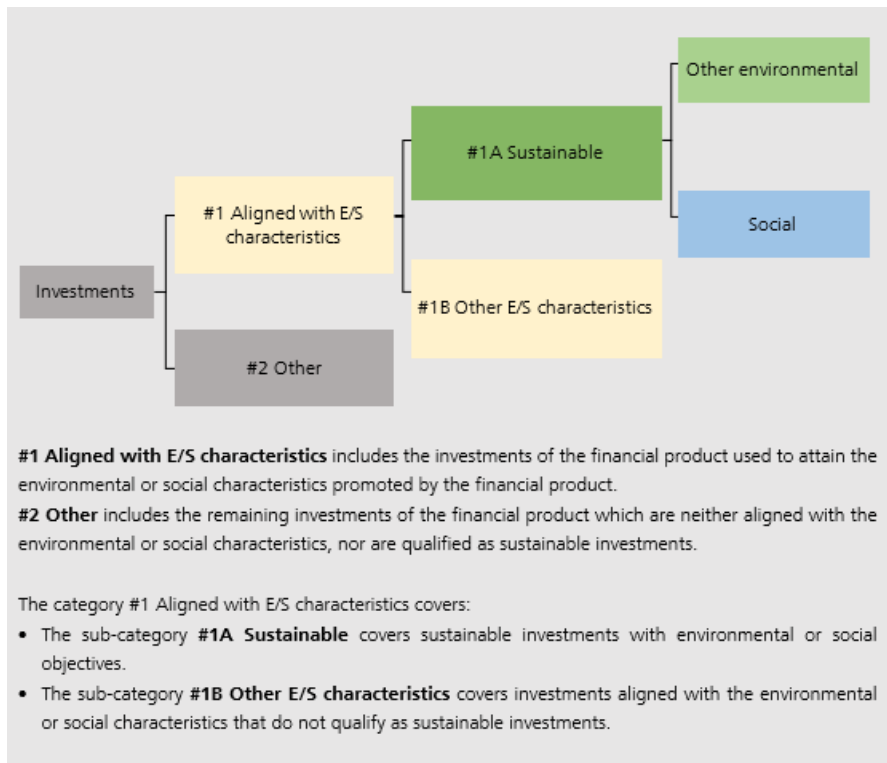 Other environmental
#1A Sustainable
#1 Aligned with E/S
characteristics
Social
Investments
#1B Other E/S characteristics
#2 Other
#1 Aligned with E/S characteristics includes the investments of the financial product used to attain the
environmental or social characteristics promoted by the financial product.
#2 Other includes the remaining investments of the financial product which are neither aligned with the
environmental or social characteristics, nor are qualified as sustainable investments.
The category #1 Aligned with E/S characteristics covers:
• The sub-category #1A Sustainable covers sustainable investments with environmental or social
objectives.
• The sub-category #1B Other E/S characteristics covers investments aligned with the environmental
or social characteristics that do not qualify as sustainable investments.